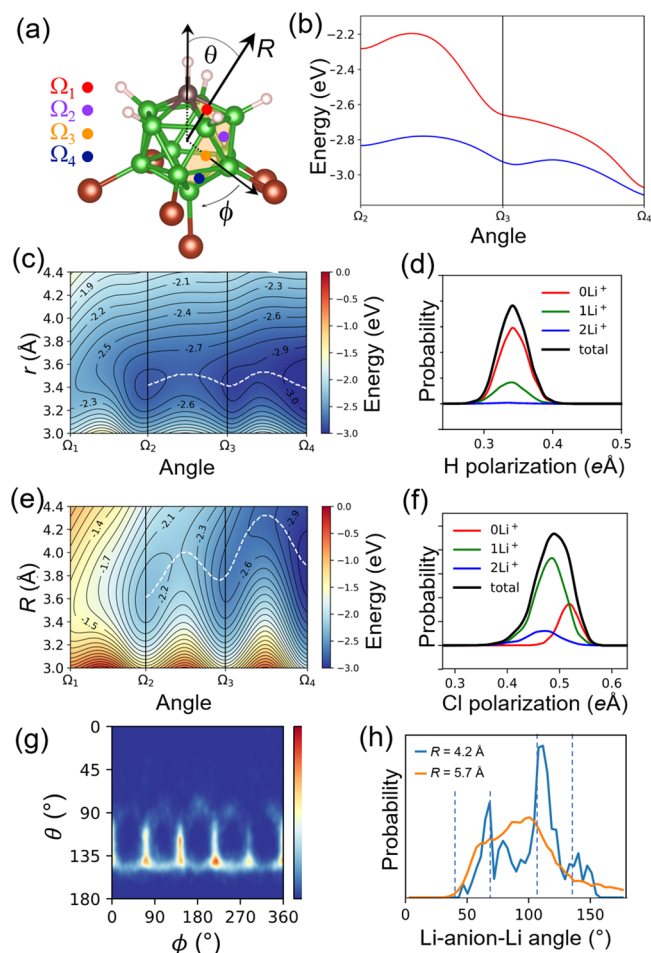 (a)
θ
R
Ω₁
Ω₂
Ω₃
Ω₄
ϕ
(b)
Energy (eV)
−2.2
−2.6
−2.8
−3.0
Ω₂
Ω₃
Ω₄
Angle
(c)
r (Å)
4.4
4.2
4.0
3.8
3.6
3.4
3.2
3.0
-1.9
-2.1
-2.3
-2.2
-2.4
-2.6
-2.5
-2.7
-2.9
-2.3
-2.6
-3.0
Ω₁
Ω₂
Ω₃
Ω₄
Angle
0.0
−0.5
−1.0
−1.5
−2.0
−2.5
−3.0
Energy (eV)
(d)
Probability
0Li⁺
1Li⁺
2Li⁺
total
0.3
0.4
0.5
H polarization (eÅ)
(e)
R (Å)
4.4
4.2
4.0
3.8
3.6
3.4
3.2
3.0
-1.4
-2.1
-2.3
-2.9
-1.7
-2.2
-2.6
-1.5
Ω₁
Ω₂
Ω₃
Ω₄
Angle
0.0
−0.5
−1.0
−1.5
−2.0
−2.5
−3.0
Energy (eV)
(f)
Probability
0Li⁺
1Li⁺
2Li⁺
total
0.3
0.4
0.5
0.6
Cl polarization (eÅ)
(g)
θ (°)
0
45
90
135
180
0
90
180
270
360
ϕ (°)
(h)
Probability
R = 4.2 Å
R = 5.7 Å
0
50
100
150
Li-anion-Li angle (°)